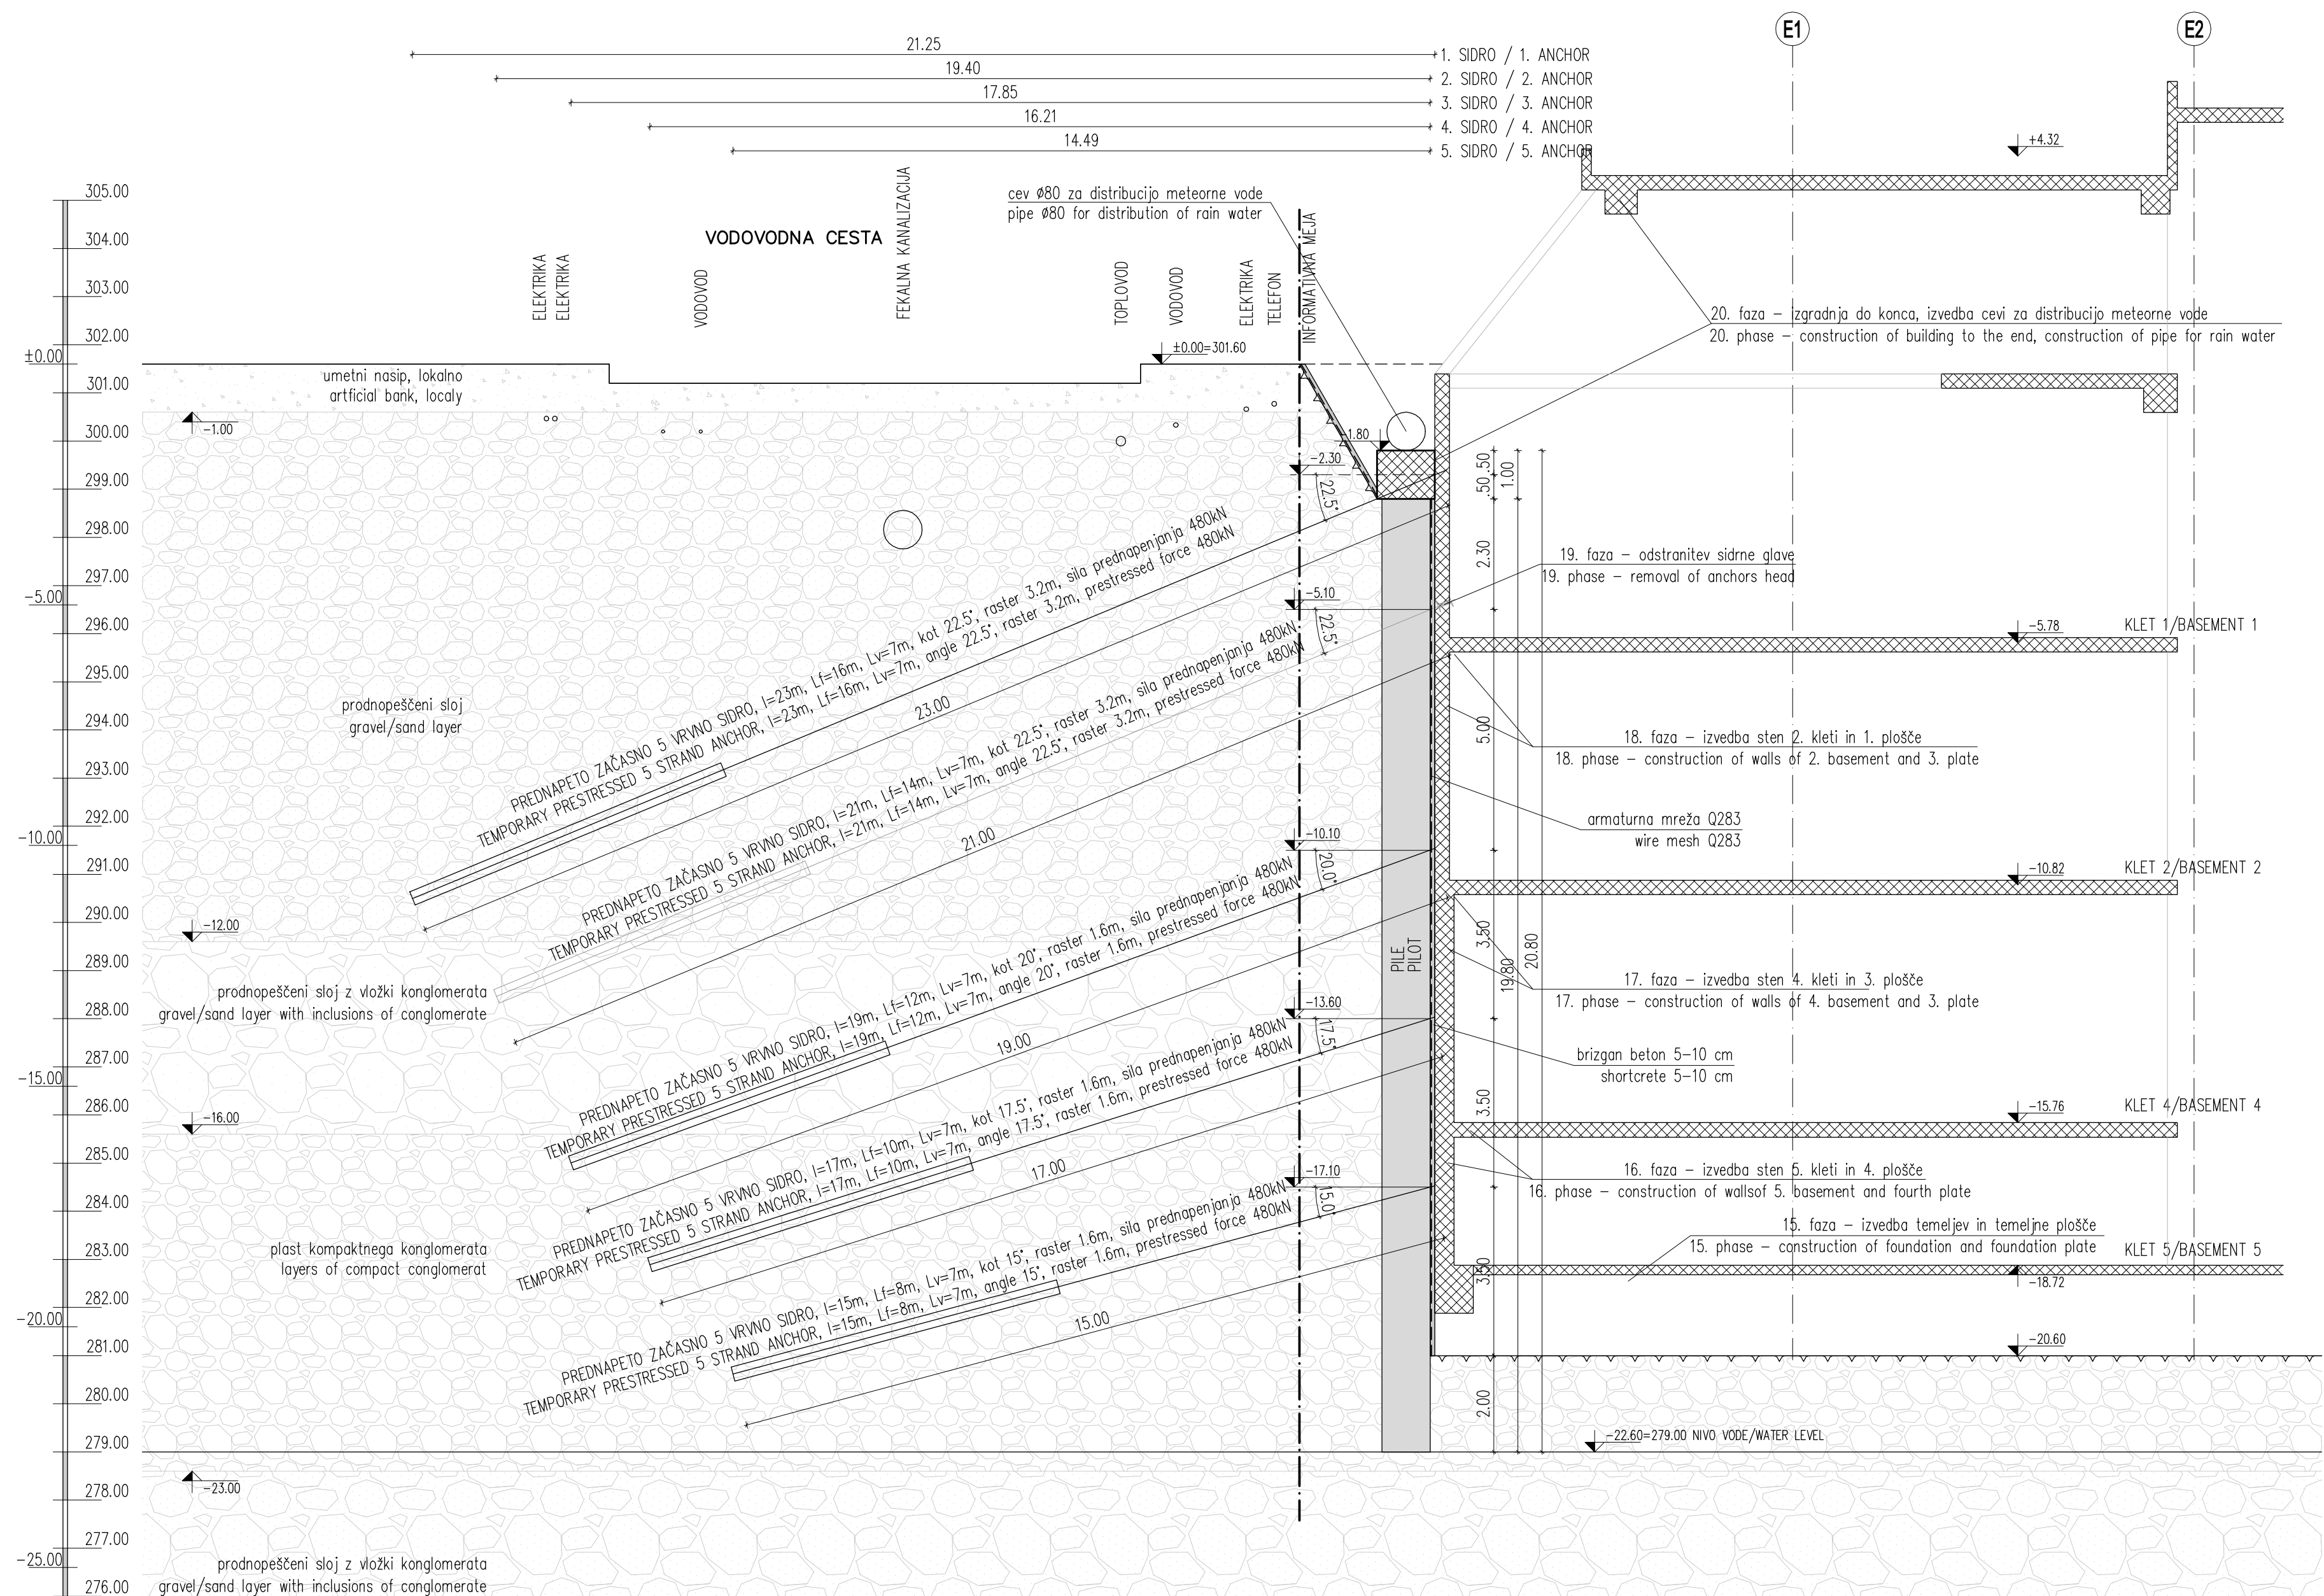 E1
E2
21.25
1. SIDRO / 1. ANCHOR
19.40
2. SIDRO / 2. ANCHOR
17.85
3. SIDRO / 3. ANCHOR
16.21
4. SIDRO / 4. ANCHOR
14.49
5. SIDRO / 5. ANCHOR
+4.32
cev Ø80 za distribucijo meteorne vode
pipe Ø80 for distribution of rain water
VODOVODNA CESTA
ELEKTRIKA
ELEKTRIKA
VODOVOD
FEKALNA KANALIZACIJA
TOPLOVOD
VODOVOD
ELEKTRIKA
TELEFON
INFORMATIVNA MEJA
305.00
304.00
303.00
302.00
±0.00
301.00
300.00
299.00
298.00
297.00
-5.00
296.00
295.00
294.00
293.00
292.00
-10.00
291.00
290.00
289.00
288.00
287.00
-15.00
286.00
285.00
284.00
283.00
282.00
-20.00
281.00
280.00
279.00
278.00
277.00
-25.00
276.00
20. faza – izgradnja do konca, izvedba cevi za distribucijo meteorne vode
20. phase – construction of building to the end, construction of pipe for rain water
±0.00=301.60
umetni nasip, lokalno
artficial bank, localy
-1.00
-1.80
-2.30
22.5°
.50
.50
1.00
2.30
PREDNAPETO ZAČASNO 5 VRVNO SIDRO, l=23m, Lf=16m, Lv=7m, kot 22.5°, raster 3.2m, sila prednapenjanja 480kN
TEMPORARY PRESTRESSED 5 STRAND ANCHOR, l=23m, Lf=16m, Lv=7m, angle 22.5°, raster 3.2m, prestressed force 480kN
23.00
19. faza – odstranitev sidrne glave
19. phase – removal of anchors head
-5.10
22.5°
-5.78
KLET 1/BASEMENT 1
prodnopeščeni sloj
gravel/sand layer
PREDNAPETO ZAČASNO 5 VRVNO SIDRO, l=21m, Lf=14m, Lv=7m, kot 22.5°, raster 3.2m, sila prednapenjanja 480kN
TEMPORARY PRESTRESSED 5 STRAND ANCHOR, l=21m, Lf=14m, Lv=7m, angle 22.5°, raster 3.2m, prestressed force 480kN
21.00
5.00
18. faza – izvedba sten 2. kleti in 1. plošče
18. phase – construction of walls of 2. basement and 3. plate
armaturna mreža Q283
wire mesh Q283
-10.10
20.0°
-10.82
KLET 2/BASEMENT 2
-12.00
PREDNAPETO ZAČASNO 5 VRVNO SIDRO, l=19m, Lf=12m, Lv=7m, kot 20°, raster 1.6m, sila prednapenjanja 480kN
TEMPORARY PRESTRESSED 5 STRAND ANCHOR, l=19m, Lf=12m, Lv=7m, angle 20°, raster 1.6m, prestressed force 480kN
19.00
PILE
PILOT
3.50
19.80
20.80
17. faza – izvedba sten 4. kleti in 3. plošče
17. phase – construction of walls of 4. basement and 3. plate
prodnopeščeni sloj z vložki konglomerata
gravel/sand layer with inclusions of conglomerate
-13.60
17.5°
brizgan beton 5-10 cm
shortcrete 5-10 cm
-16.00
PREDNAPETO ZAČASNO 5 VRVNO SIDRO, l=17m, Lf=10m, Lv=7m, kot 17.5°, raster 1.6m, sila prednapenjanja 480kN
TEMPORARY PRESTRESSED 5 STRAND ANCHOR, l=17m, Lf=10m, Lv=7m, angle 17.5°, raster 1.6m, prestressed force 480kN
17.00
3.50
-15.76
KLET 4/BASEMENT 4
16. faza – izvedba sten 5. kleti in 4. plošče
16. phase – construction of wallsof 5. basement and fourth plate
-17.10
15.0°
15. faza – izvedba temeljev in temeljne plošče
15. phase – construction of foundation and foundation plate
KLET 5/BASEMENT 5
-18.72
plast kompaktnega konglomerata
layers of compact conglomerat
PREDNAPETO ZAČASNO 5 VRVNO SIDRO, l=15m, Lf=8m, Lv=7m, kot 15°, raster 1.6m, sila prednapenjanja 480kN
TEMPORARY PRESTRESSED 5 STRAND ANCHOR, l=15m, Lf=8m, Lv=7m, angle 15°, raster 1.6m, prestressed force 480kN
15.00
3.50
-20.60
2.00
-22.60=279.00 NIVO VODE/WATER LEVEL
-23.00
prodnopeščeni sloj z vložki konglomerata
gravel/sand layer with inclusions of conglomerate